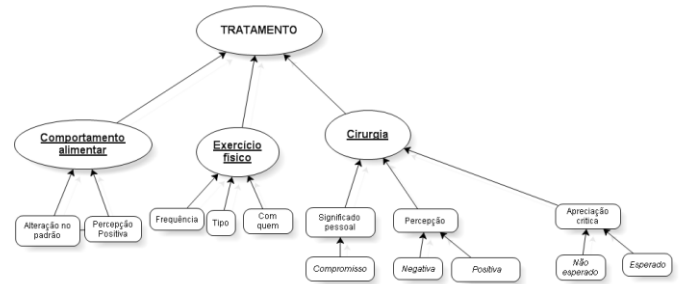 TRATAMENTO
Comportamento
alimentar
Exercício
físico
Cirurgia
Alteração no
padrão
Percepção
Positiva
Frequência
Tipo
Com
quem
Significado
pessoal
Percepção
Apreciação
critica
Compromisso
Negativa
Positiva
Não
esperado
Esperado